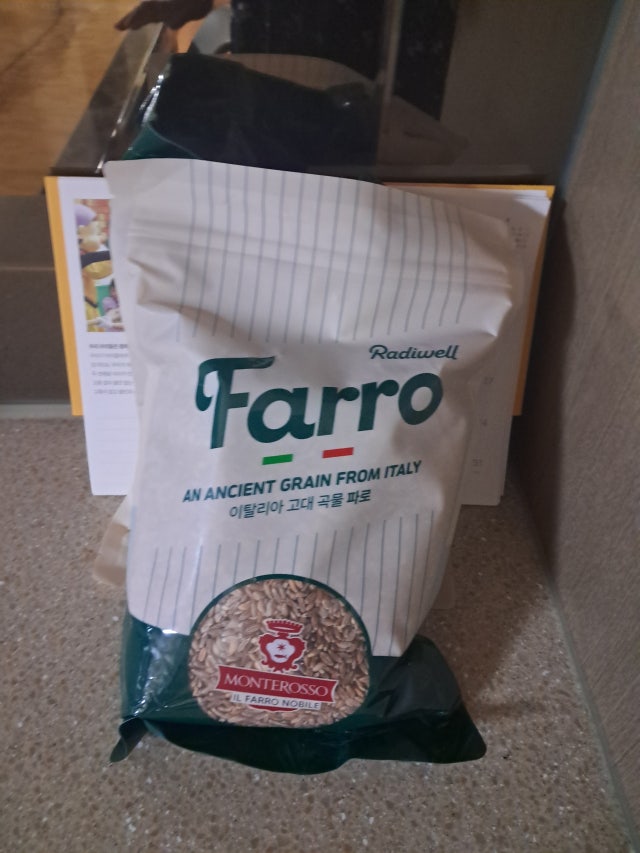 Radiwell
Farro
AN ANCIENT GRAIN FROM ITALY
이탈리아 고대 곡물 파로
MONTEROSSO
IL FARRO NOBILE